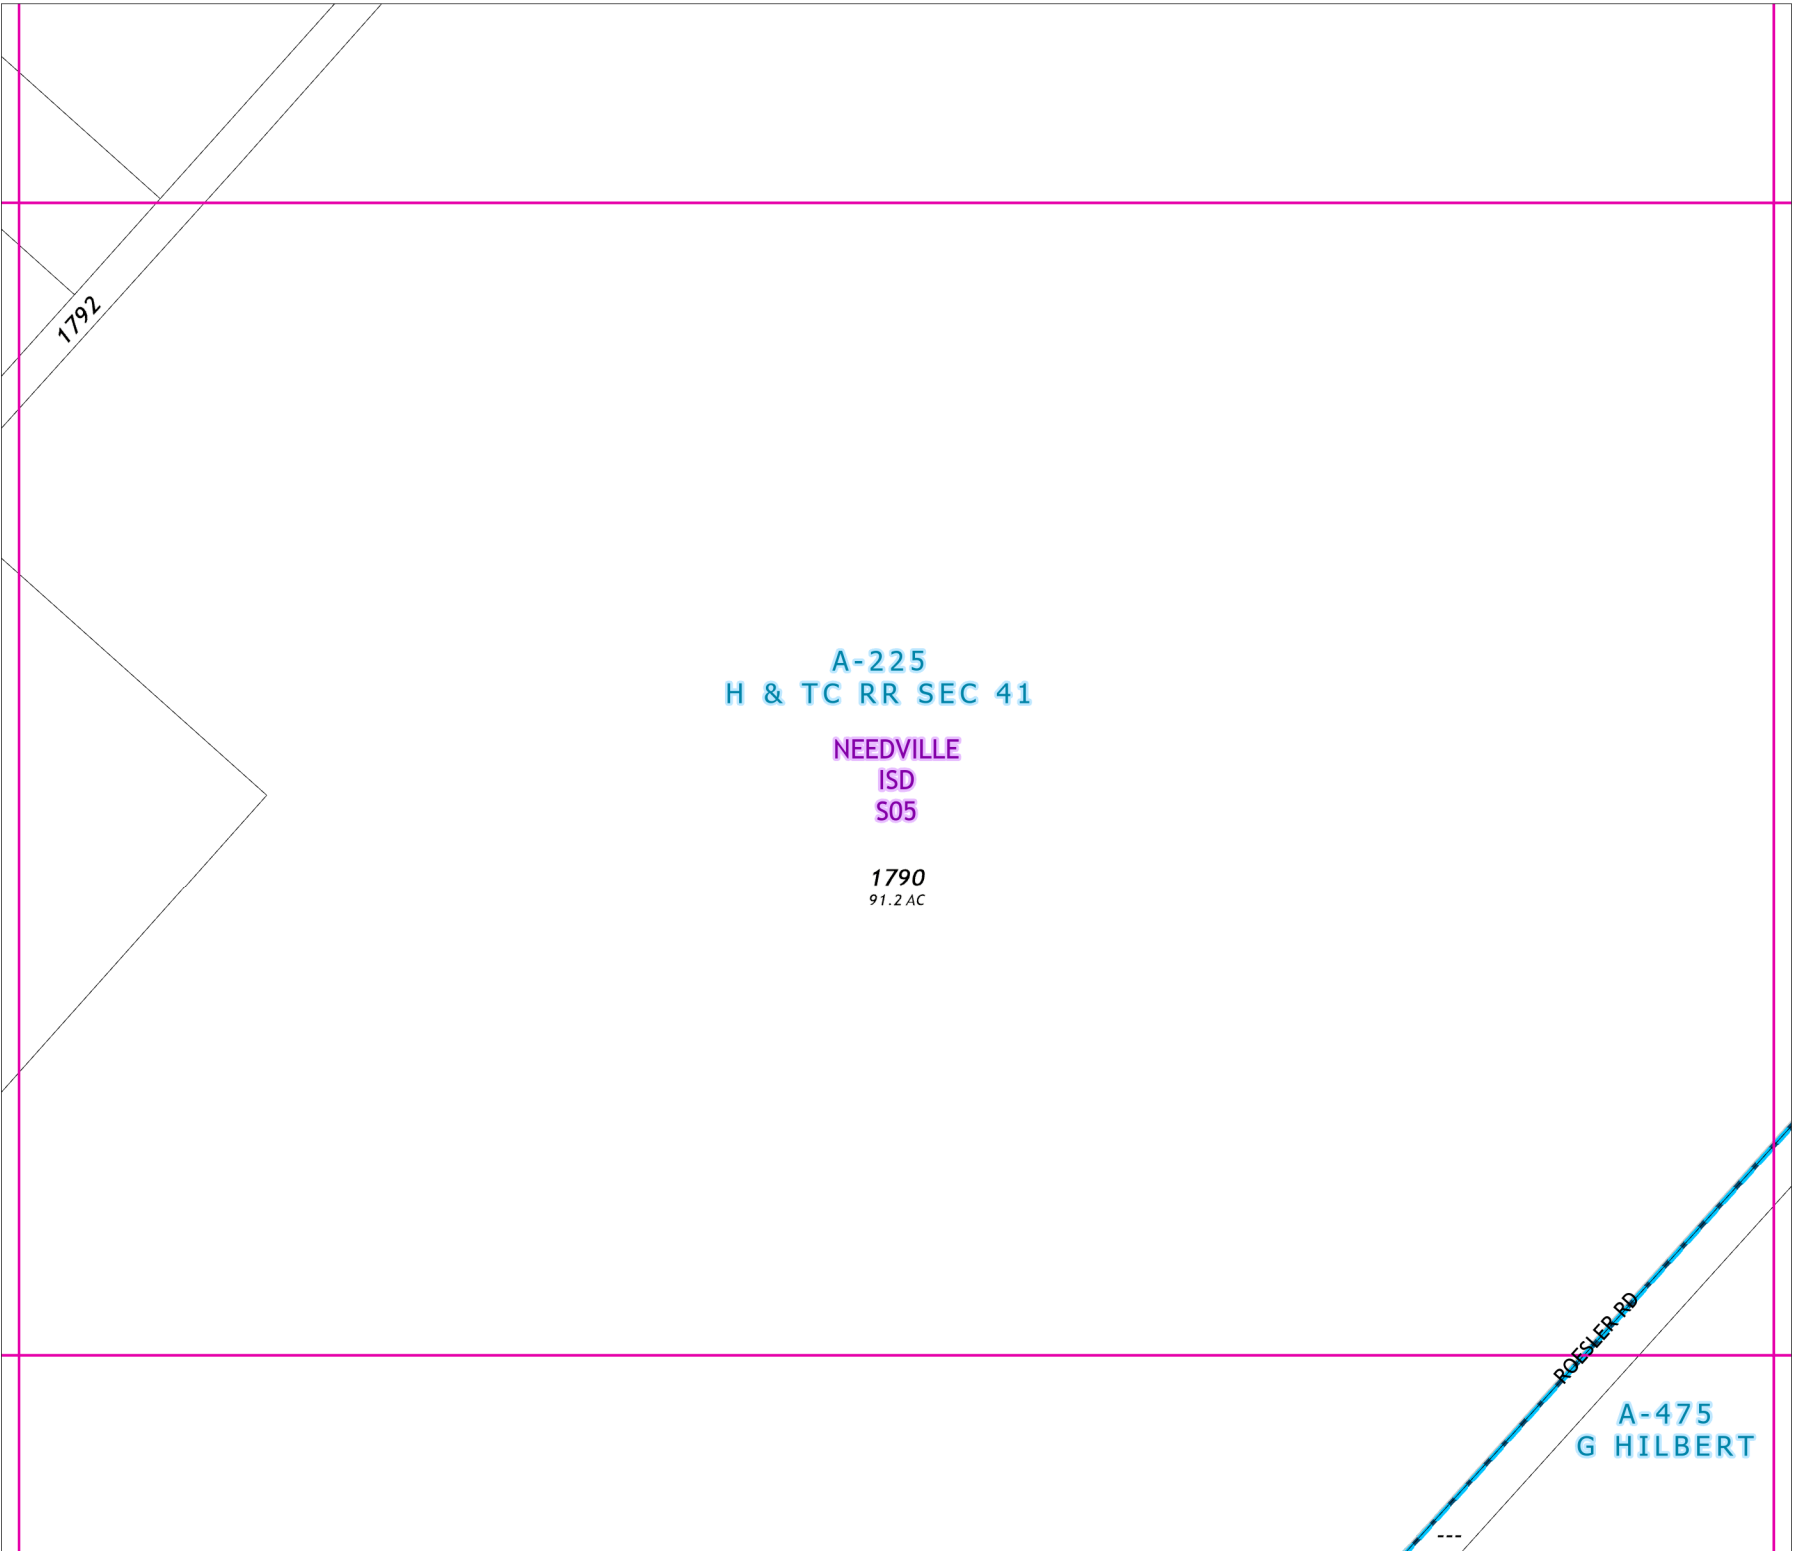 1792
A-225
H & TC RR SEC 41
NEEDVILLE
ISD
S05
1790
91.2 AC
ROESLER RD
A-475
G HILBERT
---